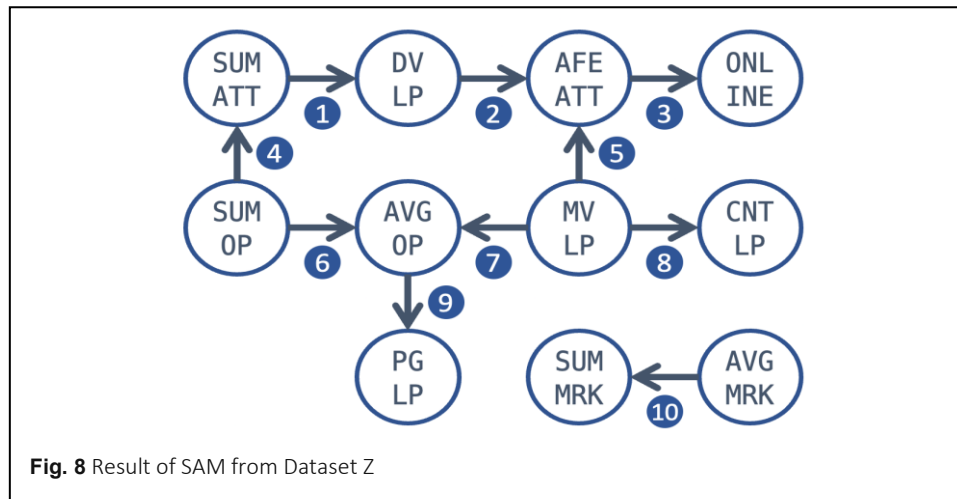 SUM
ATT
DV
LP
AFE
ATT
ONL
INE
1
2
3
4
5
SUM
OP
AVG
OP
MV
LP
CNT
LP
6
7
8
9
PG
LP
SUM
MRK
AVG
MRK
10
Fig. 8 Result of SAM from Dataset Z